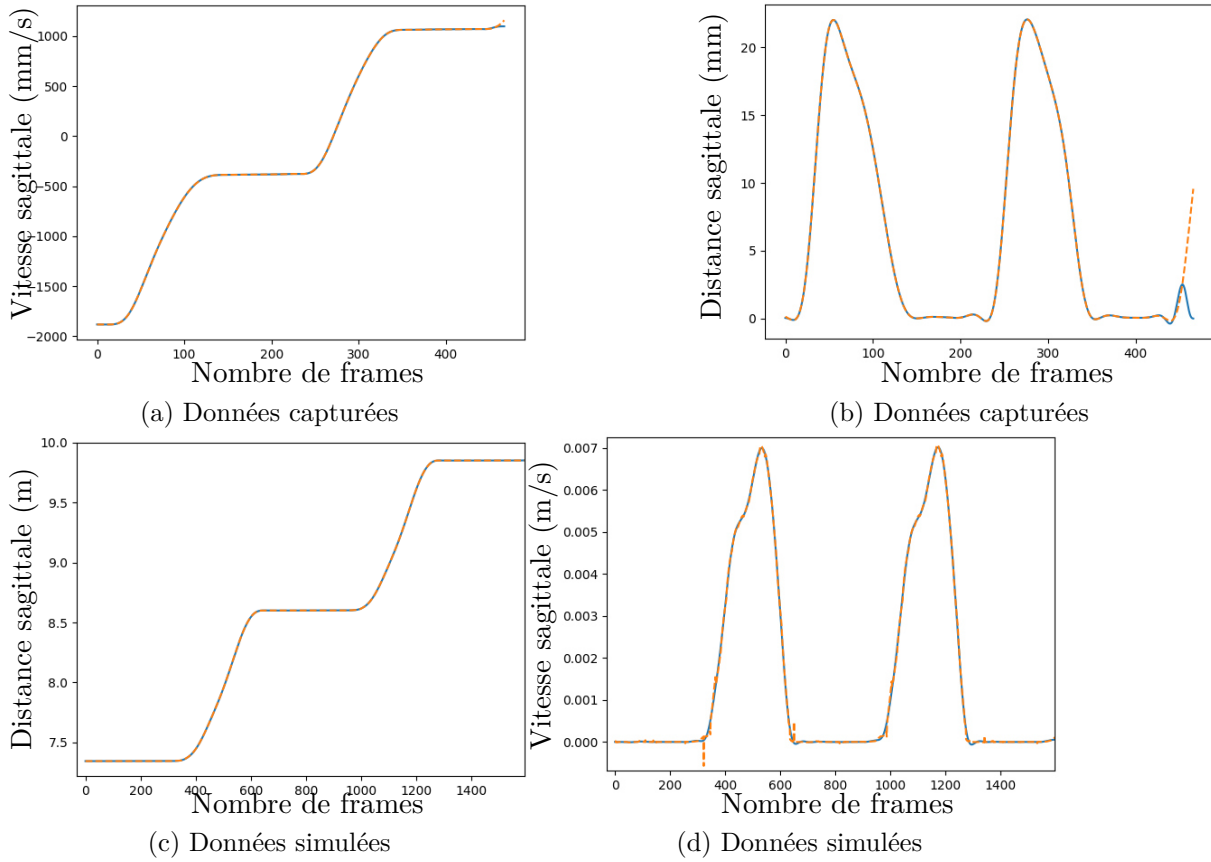 Vitesse sagittale (mm/s)
1000
500
0
−500
−1000
−1500
−2000
0 100 200 300 400
Nombre de frames
(a) Données capturées
Distance sagittale (mm)
20
15
10
5
0
0 100 200 300 400
Nombre de frames
(b) Données capturées
Distance sagittale (m)
10.0
9.5
9.0
8.5
8.0
7.5
0 200 400 600 800 1000 1200 1400
Nombre de frames
(c) Données simulées
Vitesse sagittale (m/s)
0.007
0.006
0.005
0.004
0.003
0.002
0.001
0.000
0 200 400 600 800 1000 1200 1400
Nombre de frames
(d) Données simulées